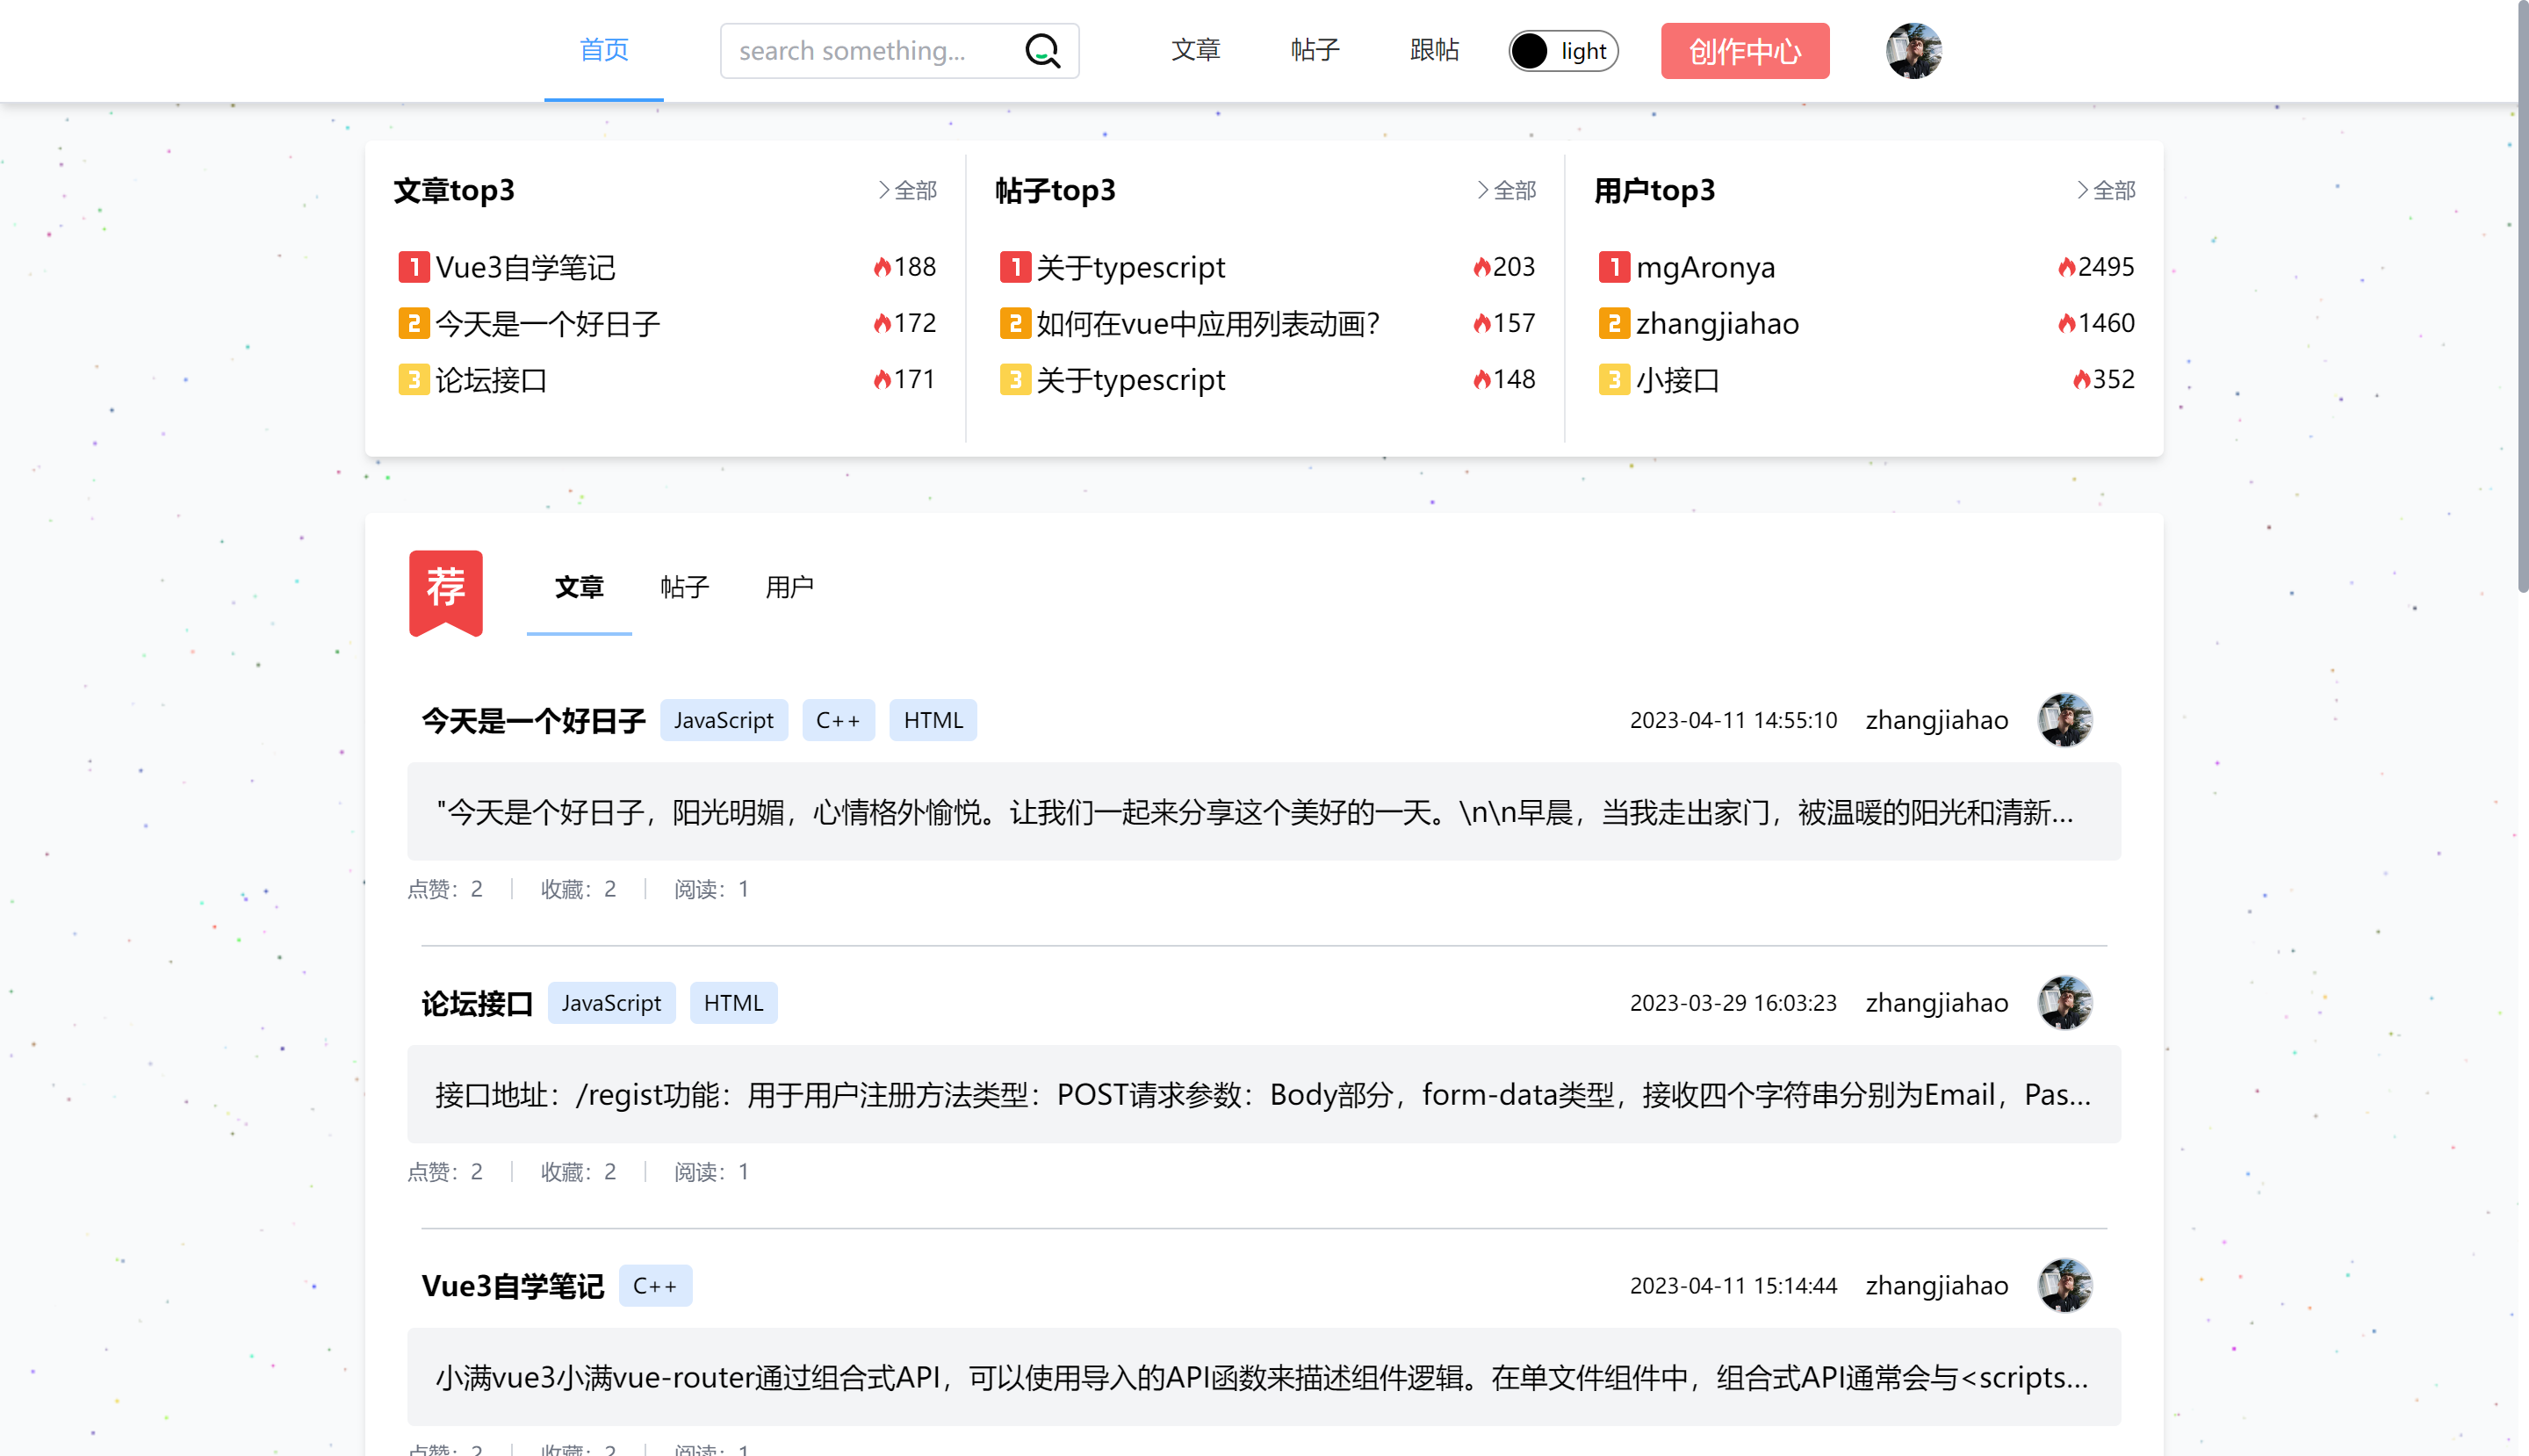 首页 search something... 文章 帖子 跟帖 light 创作中心
文章top3 全部
1 Vue3自学笔记 188
2 今天是一个好日子 172
3 论坛接口 171
帖子top3 全部
1 关于typescript 203
2 如何在vue中应用列表动画? 157
3 关于typescript 148
用户top3 全部
1 mgAronya 2495
2 zhangjiahao 1460
3 小接口 352
荐 文章 帖子 用户
今天是一个好日子 JavaScript C++ HTML 2023-04-11 14:55:10 zhangjiahao
"今天是个好日子，阳光明媚，心情格外愉悦。让我们一起来分享这个美好的一天。\n\n早晨，当我走出家门，被温暖的阳光和清新...
点赞：2 收藏：2 阅读：1
论坛接口 JavaScript HTML 2023-03-29 16:03:23 zhangjiahao
接口地址：/regist功能：用于用户注册方法类型：POST请求参数：Body部分，form-data类型，接收四个字符串分别为Email，Pas...
点赞：2 收藏：2 阅读：1
Vue3自学笔记 C++ 2023-04-11 15:14:44 zhangjiahao
小满vue3小满vue-router通过组合式API，可以使用导入的API函数来描述组件逻辑。在单文件组件中，组合式API通常会与<scripts...
点赞：2 收藏：2 阅读：1